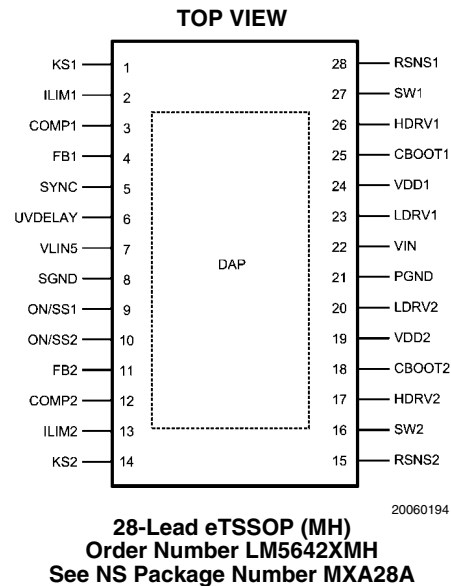 TOP VIEW
KS1 1 28 RSNS1
ILIM1 2 27 SW1
COMP1 3 26 HDRV1
FB1 4 25 CBOOT1
SYNC 5 24 VDD1
UVDELAY 6 23 LDRV1
VLIN5 7 22 VIN
DAP
SGND 8 21 PGND
ON/SS1 9 20 LDRV2
ON/SS2 10 19 VDD2
FB2 11 18 CBOOT2
COMP2 12 17 HDRV2
ILIM2 13 16 SW2
KS2 14 15 RSNS2
20060194
28-Lead eTSSOP (MH)
Order Number LM5642XMH
See NS Package Number MXA28A